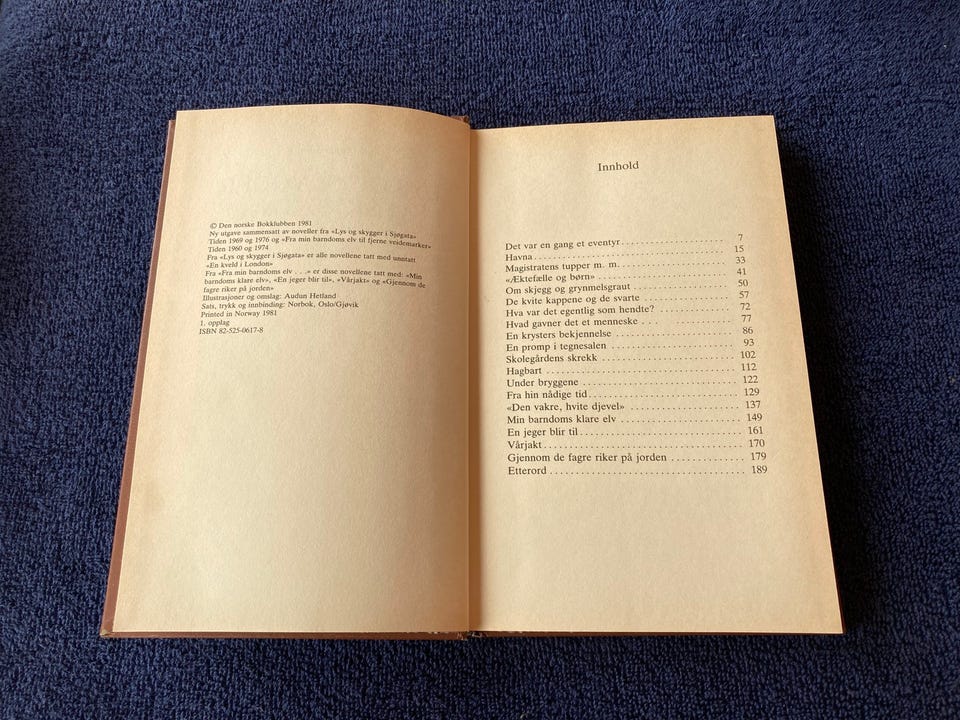 © Den norske Bokklubben 1981
Ny utgave sammensatt av noveller fra «Lys og skygger i Sjøgata»
Tiden 1969 og 1976 og «Fra min barndoms elv til fjerne veidemarker»
Tiden 1960 og 1974
Fra «Lys og skygger i Sjøgata» er alle novellene tatt med unntatt
«En kveld i London»
Fra «Fra min barndoms elv . . .» er disse novellene tatt med: «Min
barndoms klare elv», «En jeger blir til», «Vårjakt» og «Gjennom de
fagre riker på jorden»
Illustrasjoner og omslag: Audun Hetland
Sats, trykk og innbinding: Norbok, Oslo/Gjøvik
Printed in Norway 1981
1. opplag
ISBN 82-525-0617-8
Innhold
Det var en gang et eventyr 7
Havna 15
Magistratens tupper m. m. 33
«Æktefælle og børn» 41
Om skjegg og grynmelsgraut 50
De kvite kappene og de svarte 57
Hva var det egentlig som hendte? 72
Hvad gavner det et menneske 77
En krysters bekjennelse 86
En promp i tegnesalen 93
Skolegårdens skrekk 102
Hagbart 112
Under bryggene 122
Fra hin nådige tid 129
«Den vakre, hvite djevel» 137
Min barndoms klare elv 149
En jeger blir til 161
Vårjakt 170
Gjennom de fagre riker på jorden 179
Etterord 189